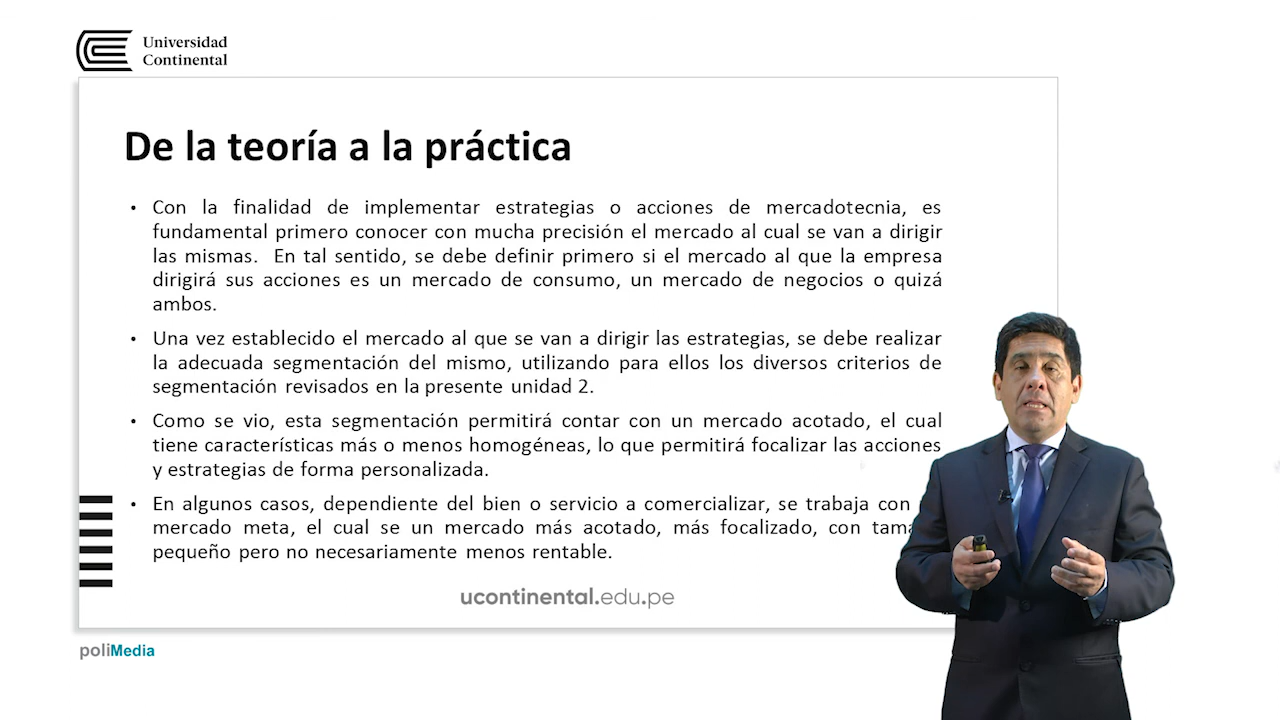 Universidad
Continental
De la teoría a la práctica
• Con la finalidad de implementar estrategias o acciones de mercadotecnia, es
fundamental primero conocer con mucha precisión el mercado al cual se van a dirigir
las mismas. En tal sentido, se debe definir primero si el mercado al que la empresa
dirigirá sus acciones es un mercado de consumo, un mercado de negocios o quizá
ambos.
• Una vez establecido el mercado al que se van a dirigir las estrategias, se debe realizar
la adecuada segmentación del mismo, utilizando para ellos los diversos criterios de
segmentación revisados en la presente unidad 2.
• Como se vio, esta segmentación permitirá contar con un mercado acotado, el cual
tiene características más o menos homogéneas, lo que permitirá focalizar las acciones
y estrategias de forma personalizada.
• En algunos casos, dependiente del bien o servicio a comercializar, se trabaja con
mercado meta, el cual se un mercado más acotado, más focalizado, con
pequeño pero no necesariamente menos rentable.
ucontinental.edu.pe
poliMedia